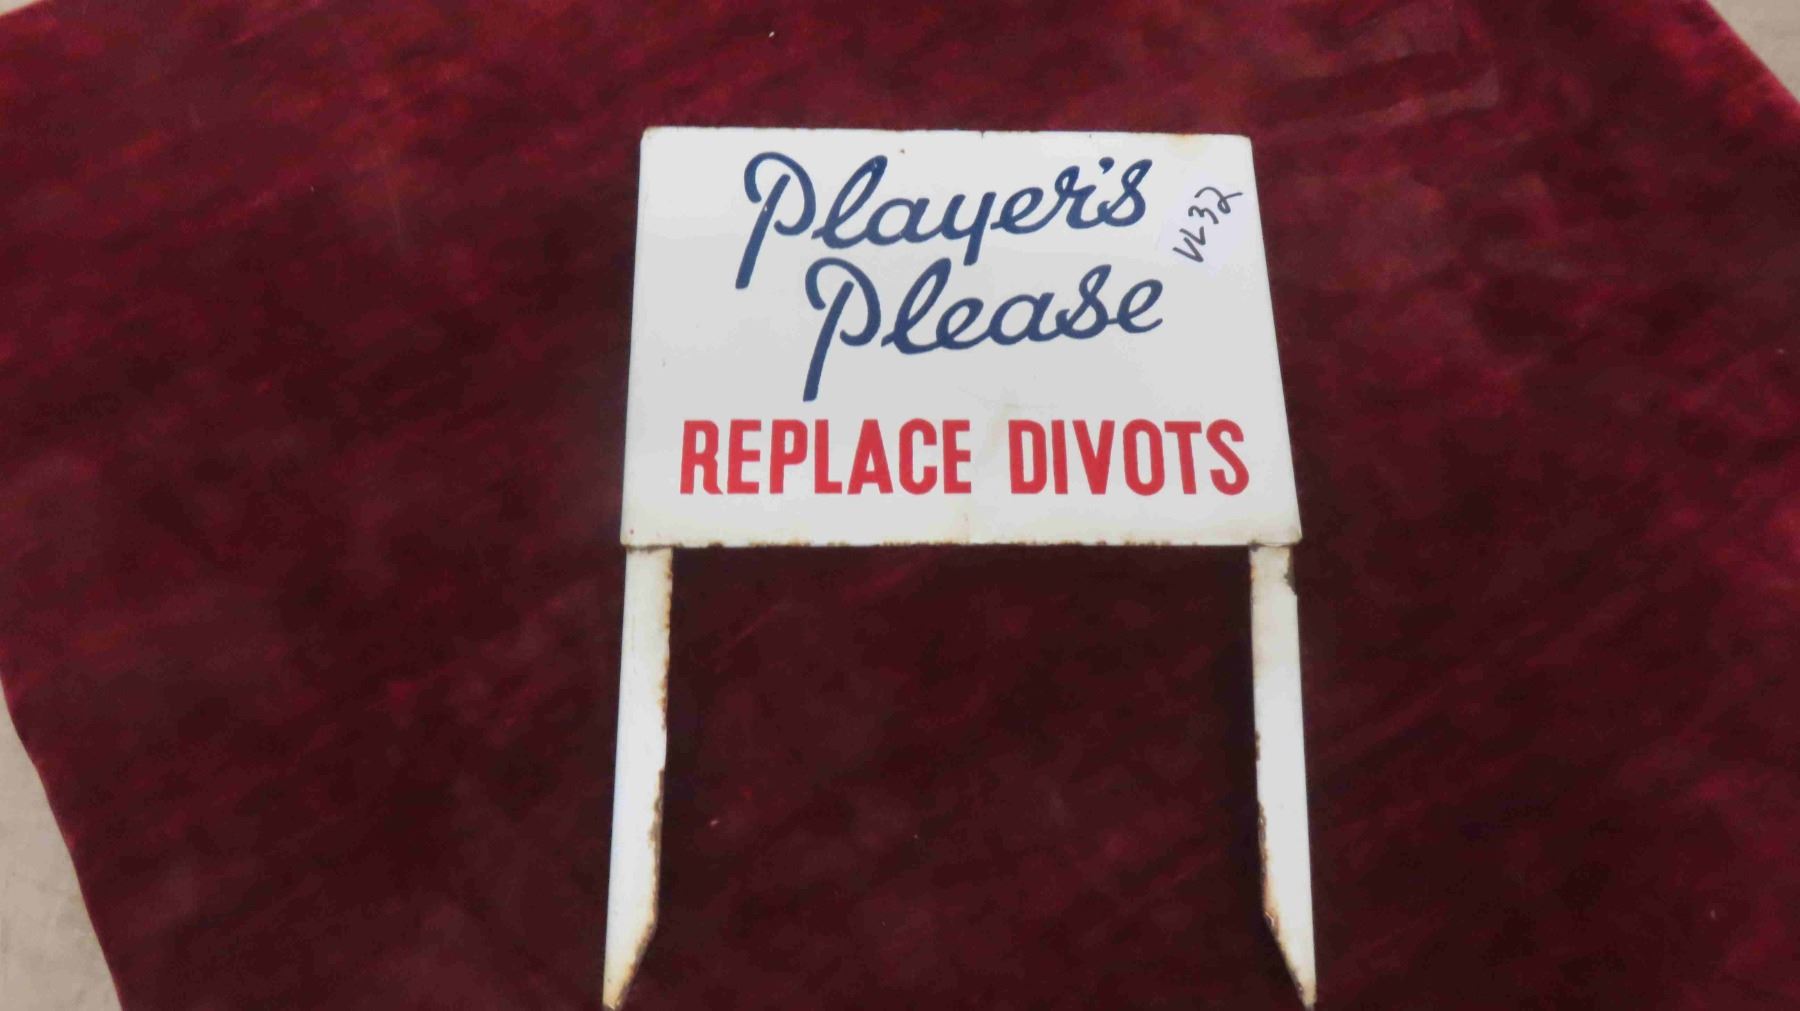 Player's
Please
REPLACE DIVOTS
VL32